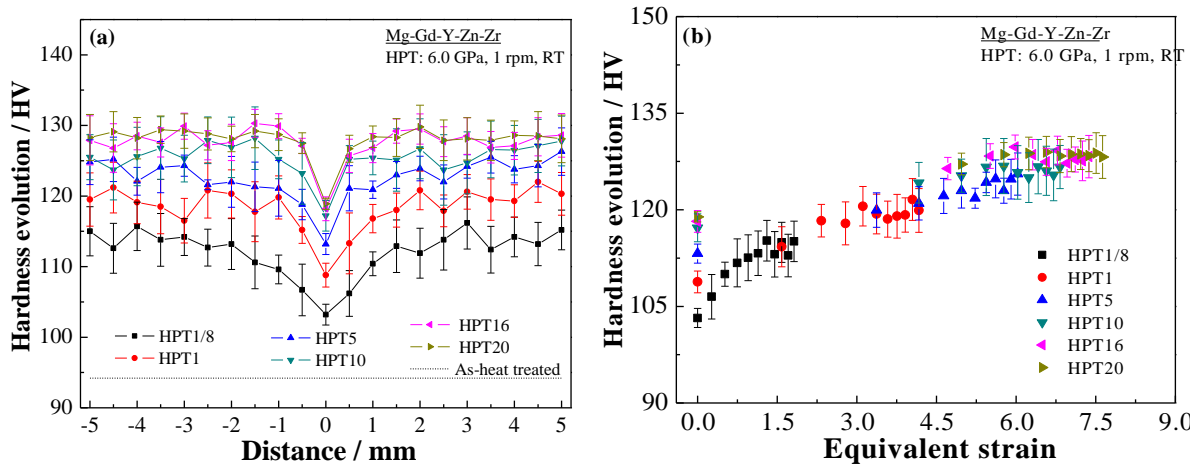 (a)
Mg-Gd-Y-Zn-Zr
HPT: 6.0 GPa, 1 rpm, RT
Hardness evolution / HV
140
130
120
110
100
90
HPT1/8
HPT1
HPT5
HPT10
HPT16
HPT20
As-heat treated
-5 -4 -3 -2 -1 0 1 2 3 4 5
Distance / mm
(b)
Mg-Gd-Y-Zn-Zr
HPT: 6.0 GPa, 1 rpm, RT
Hardness evolution / HV
150
135
120
105
90
HPT1/8
HPT1
HPT5
HPT10
HPT16
HPT20
0.0 1.5 3.0 4.5 6.0 7.5 9.0
Equivalent strain